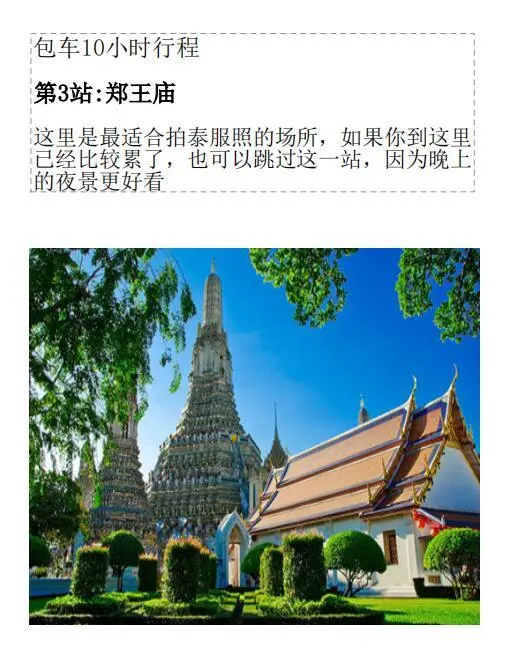 包车10小时行程
第3站:郑王庙
这里是最适合拍泰服照的场所，如果你到这里
已经比较累了，也可以跳过这一站，因为晚上
的夜景更好看